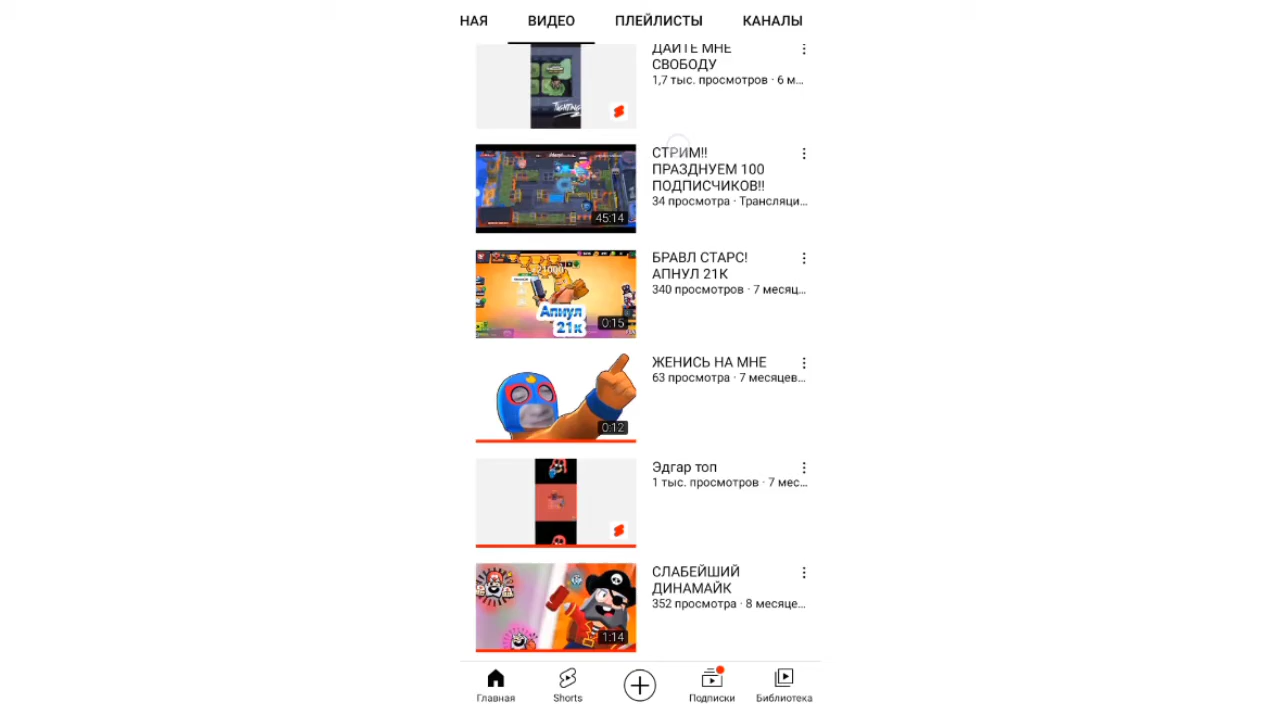 НАЯ
ВИДЕО
ПЛЕЙЛИСТЫ
КАНАЛЫ
ДАЙТЕ МНЕ
СВОБОДУ
1,7 тыс. просмотров · 6 м...
СТРИМ!!
ПРАЗДНУЕМ 100
ПОДПИСЧИКОВ!!
34 просмотра · Трансляци...
45:14
БРАВЛ СТАРС!
АПНУЛ 21К
340 просмотров · 7 месяц...
21000
Апнул
21к
0:15
ЖЕНИСЬ НА МНЕ
63 просмотра · 7 месяцев...
0:12
Эдгар топ
1 тыс. просмотров · 7 мес...
СЛАБЕЙШИЙ
ДИНАМАЙК
352 просмотра · 8 месяце...
1:14
Главная
Shorts
Подписки
Библиотека